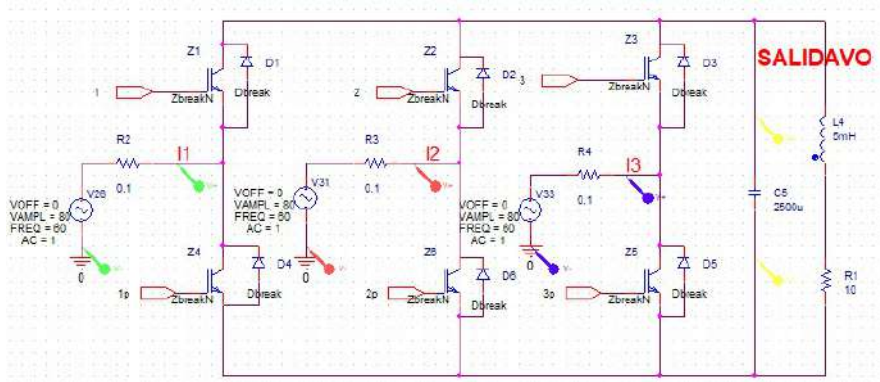 Z1
D1
1
ZbreakN
Dbreak
Z2
D2
2
ZbreakN
Dbreak
Z3
D3
3
ZbreakN
Dbreak
SALIDAVO
L4
5mH
R2
0.1
I1
V+
R3
0.1
I2
V+
R4
0.1
I3
V+
V28
VOFF = 0
VAMPL = 80
FREQ = 60
AC = 1
0
V-
V31
VOFF = 0
VAMPL = 80
FREQ = 60
AC = 1
0
V-
V33
VOFF = 0
VAMPL = 80
FREQ = 60
AC = 1
0
V-
C5
2500u
R1
10
Z4
D4
1p
ZbreakN
Dbreak
Z6
D6
2p
ZbreakN
Dbreak
Z5
D5
3p
ZbreakN
Dbreak